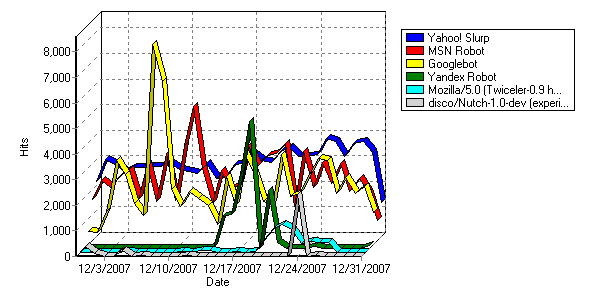 8,000
7,000
6,000
5,000
4,000
3,000
2,000
1,000
0
Hits
12/3/2007 12/10/2007 12/17/2007 12/24/2007 12/31/2007
Date
Yahoo! Slurp
MSN Robot
Googlebot
Yandex Robot
Mozilla/5.0 (Twiceler-0.9 h...
disco/Nutch-1.0-dev (experi...